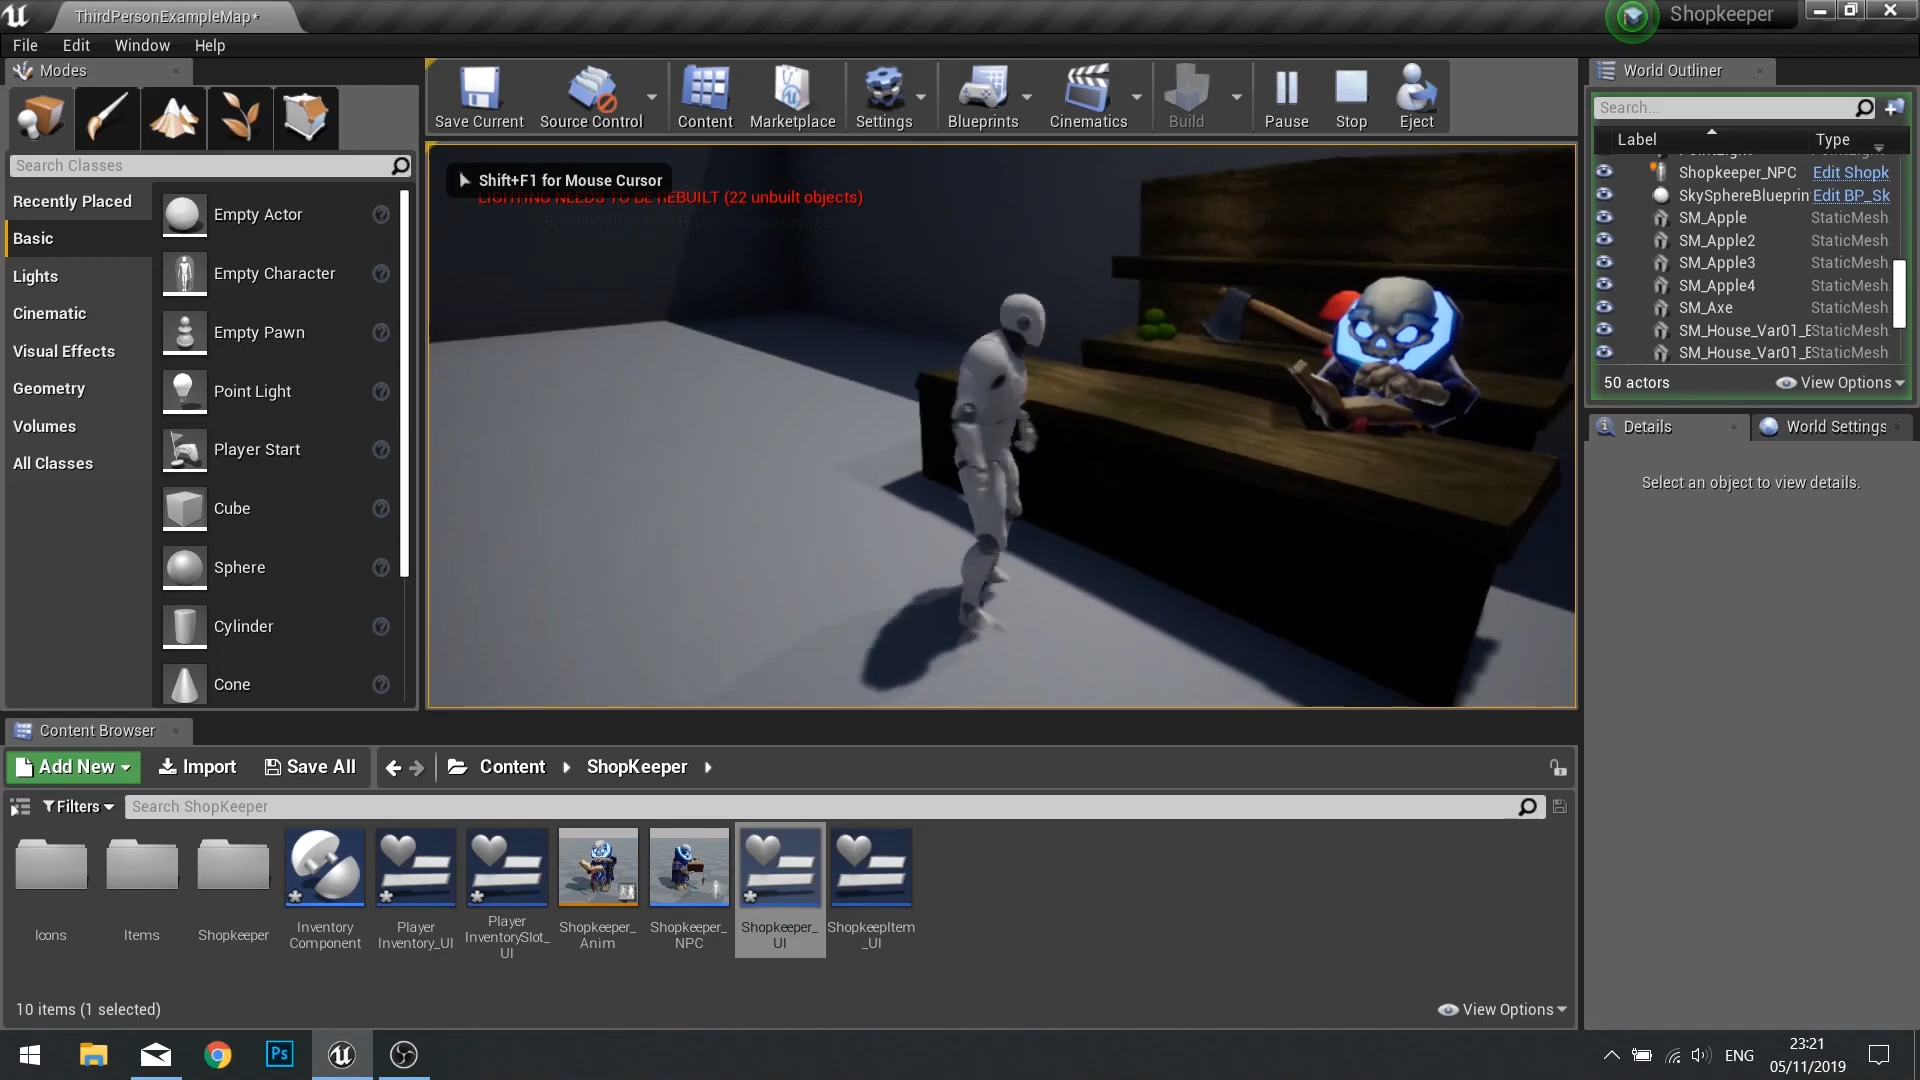 ThirdPersonExampleMap*
Shopkeeper
File Edit Window Help
Modes
World Outliner
Save Current
Source Control
Content
Marketplace
Settings
Blueprints
Cinematics
Build
Pause
Stop
Eject
Search...
Label
Type
Search Classes
Recently Placed
Basic
Lights
Cinematic
Visual Effects
Geometry
Volumes
All Classes
Empty Actor
Empty Character
Empty Pawn
Point Light
Player Start
Cube
Sphere
Cylinder
Cone
Shift+F1 for Mouse Cursor
LIGHTING NEEDS TO BE REBUILT (22 unbuilt objects)
Shopkeeper_NPC Edit Shopk
SkySphereBlueprin Edit BP_Sk
SM_Apple StaticMesh
SM_Apple2 StaticMesh
SM_Apple3 StaticMesh
SM_Apple4 StaticMesh
SM_Axe StaticMesh
SM_House_Var01_E StaticMesh
SM_House_Var01_E StaticMesh
50 actors
View Options
Details
World Settings
Select an object to view details.
Content Browser
Add New
Import
Save All
Content
ShopKeeper
Filters
Search ShopKeeper
Icons
Items
Shopkeeper
Inventory
Component
Player
Inventory_UI
Player
InventorySlot_
UI
Shopkeeper_
Anim
Shopkeeper_
NPC
Shopkeeper_
UI
ShopkeepItem
_UI
10 items (1 selected)
View Options
Ps
ENG
23:21
05/11/2019